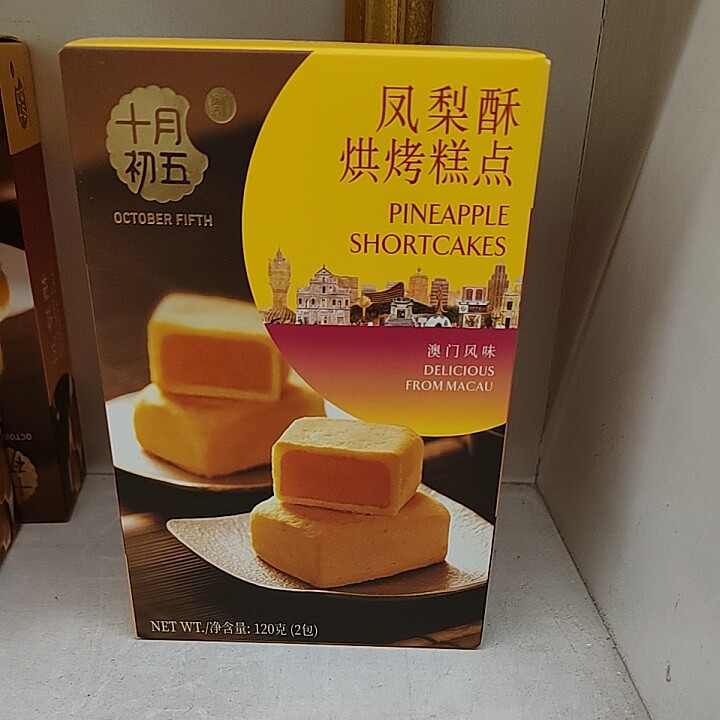 十月
初五
OCTOBER FIFTH
凤梨酥
烘烤糕点
PINEAPPLE
SHORTCAKES
澳门风味
DELICIOUS
FROM MACAU
NET WT./净含量: 120克 (2包)